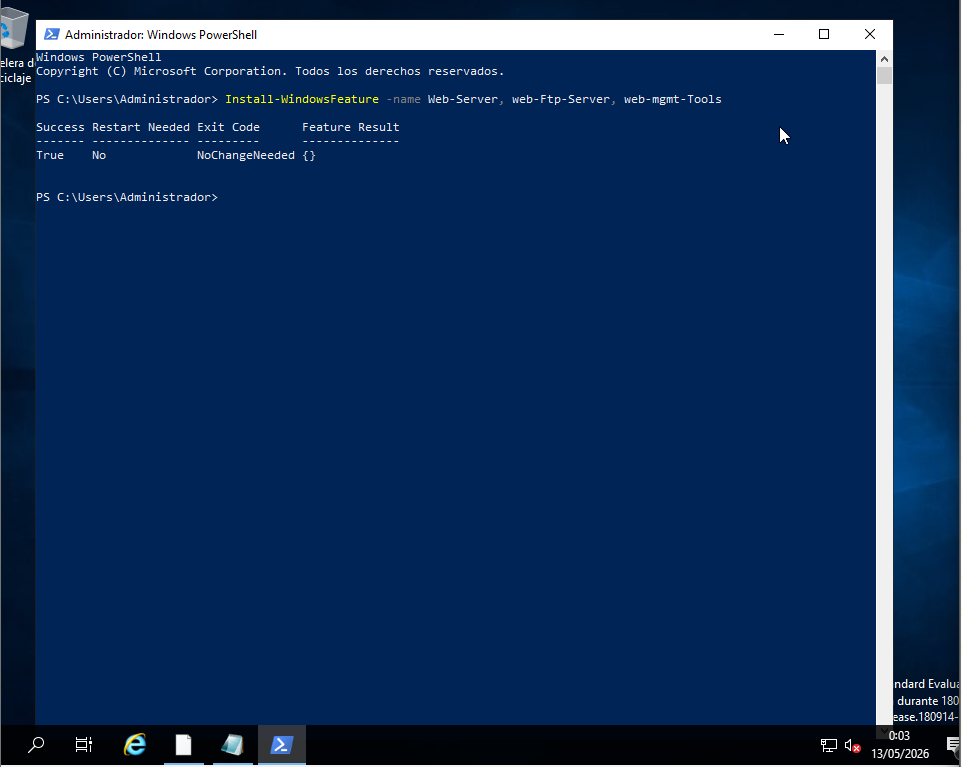 Administrador: Windows PowerShell
Windows PowerShell
Copyright (C) Microsoft Corporation. Todos los derechos reservados.
PS C:\Users\Administrador> Install-WindowsFeature -name Web-Server, web-Ftp-Server, web-mgmt-Tools
Success Restart Needed Exit Code      Feature Result
------- -------------- ---------      --------------
True    No             NoChangeNeeded {}
PS C:\Users\Administrador>
elera d
ciclaje
ndard Evalua
durante 180
ease.180914-
0:03
13/05/2026